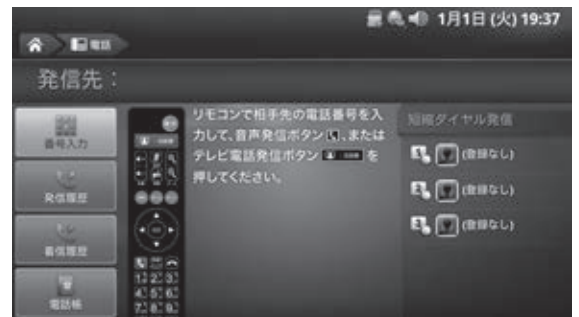 1月1日 (火) 19:37
電話
発信先：
番号入力
発信履歴
着信履歴
電話帳
リモコンで相手先の電話番号を入
力して、音声発信ボタン 、または
テレビ電話発信ボタン を
押してください。
短縮ダイヤル発信
(登録なし)
(登録なし)
(登録なし)